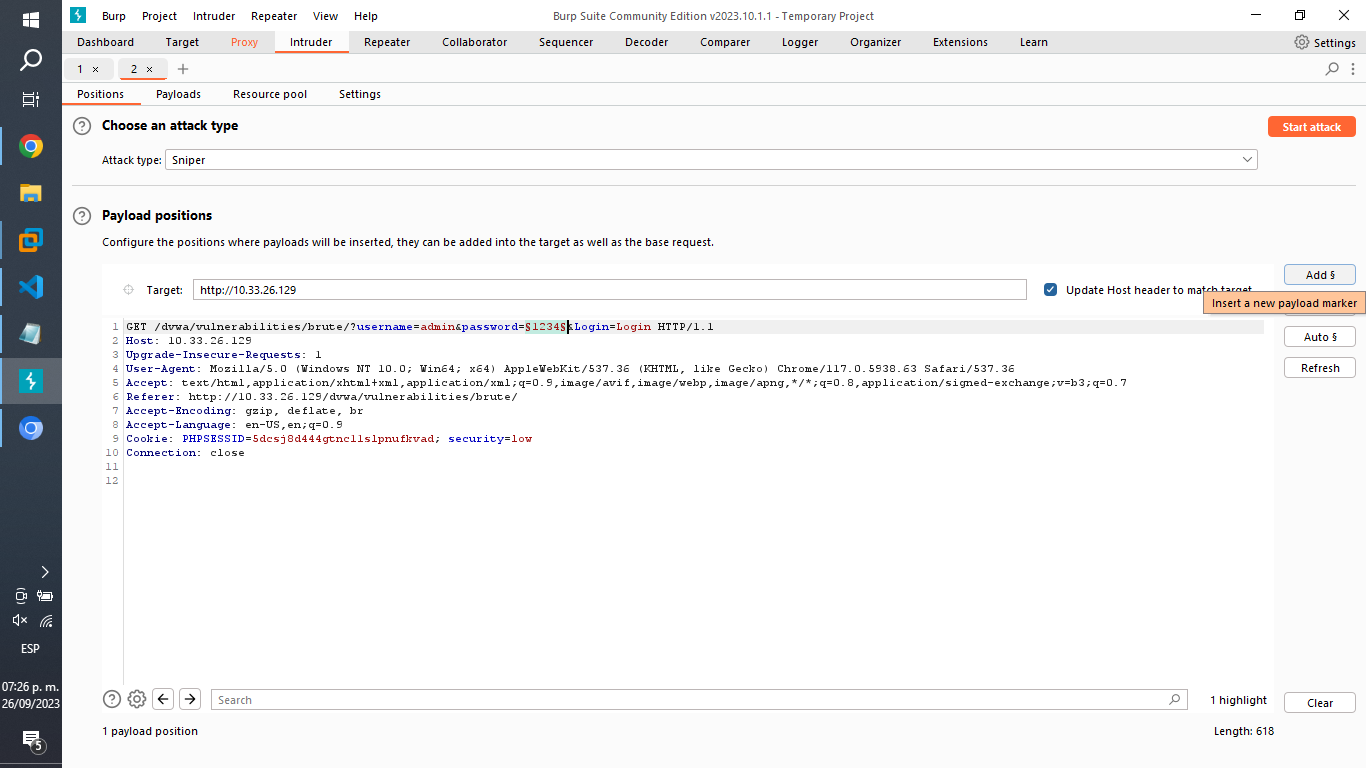 Burp Project Intruder Repeater View Help Burp Suite Community Edition v2023.10.1.1 - Temporary Project
Dashboard Target Proxy Intruder Repeater Collaborator Sequencer Decoder Comparer Logger Organizer Extensions Learn Settings
1 × 2 × +
Positions Payloads Resource pool Settings
? Choose an attack type Start attack
Attack type: Sniper
? Payload positions
Configure the positions where payloads will be inserted, they can be added into the target as well as the base request.
Add §
Target: http://10.33.26.129 Update Host header to match target
Insert a new payload marker
Auto §
Refresh
1 GET /dvwa/vulnerabilities/brute/?username=admin&password=§1234§&Login=Login HTTP/1.1
2 Host: 10.33.26.129
3 Upgrade-Insecure-Requests: 1
4 User-Agent: Mozilla/5.0 (Windows NT 10.0; Win64; x64) AppleWebKit/537.36 (KHTML, like Gecko) Chrome/117.0.5938.63 Safari/537.36
5 Accept: text/html,application/xhtml+xml,application/xml;q=0.9,image/avif,image/webp,image/apng,*/*;q=0.8,application/signed-exchange;v=b3;q=0.7
6 Referer: http://10.33.26.129/dvwa/vulnerabilities/brute/
7 Accept-Encoding: gzip, deflate, br
8 Accept-Language: en-US,en;q=0.9
9 Cookie: PHPSESSID=5dcsj8d444gtncllslpnufkvad; security=low
10 Connection: close
11
12
? Search 1 highlight Clear
1 payload position Length: 618
ESP
07:26 p. m.
26/09/2023
5